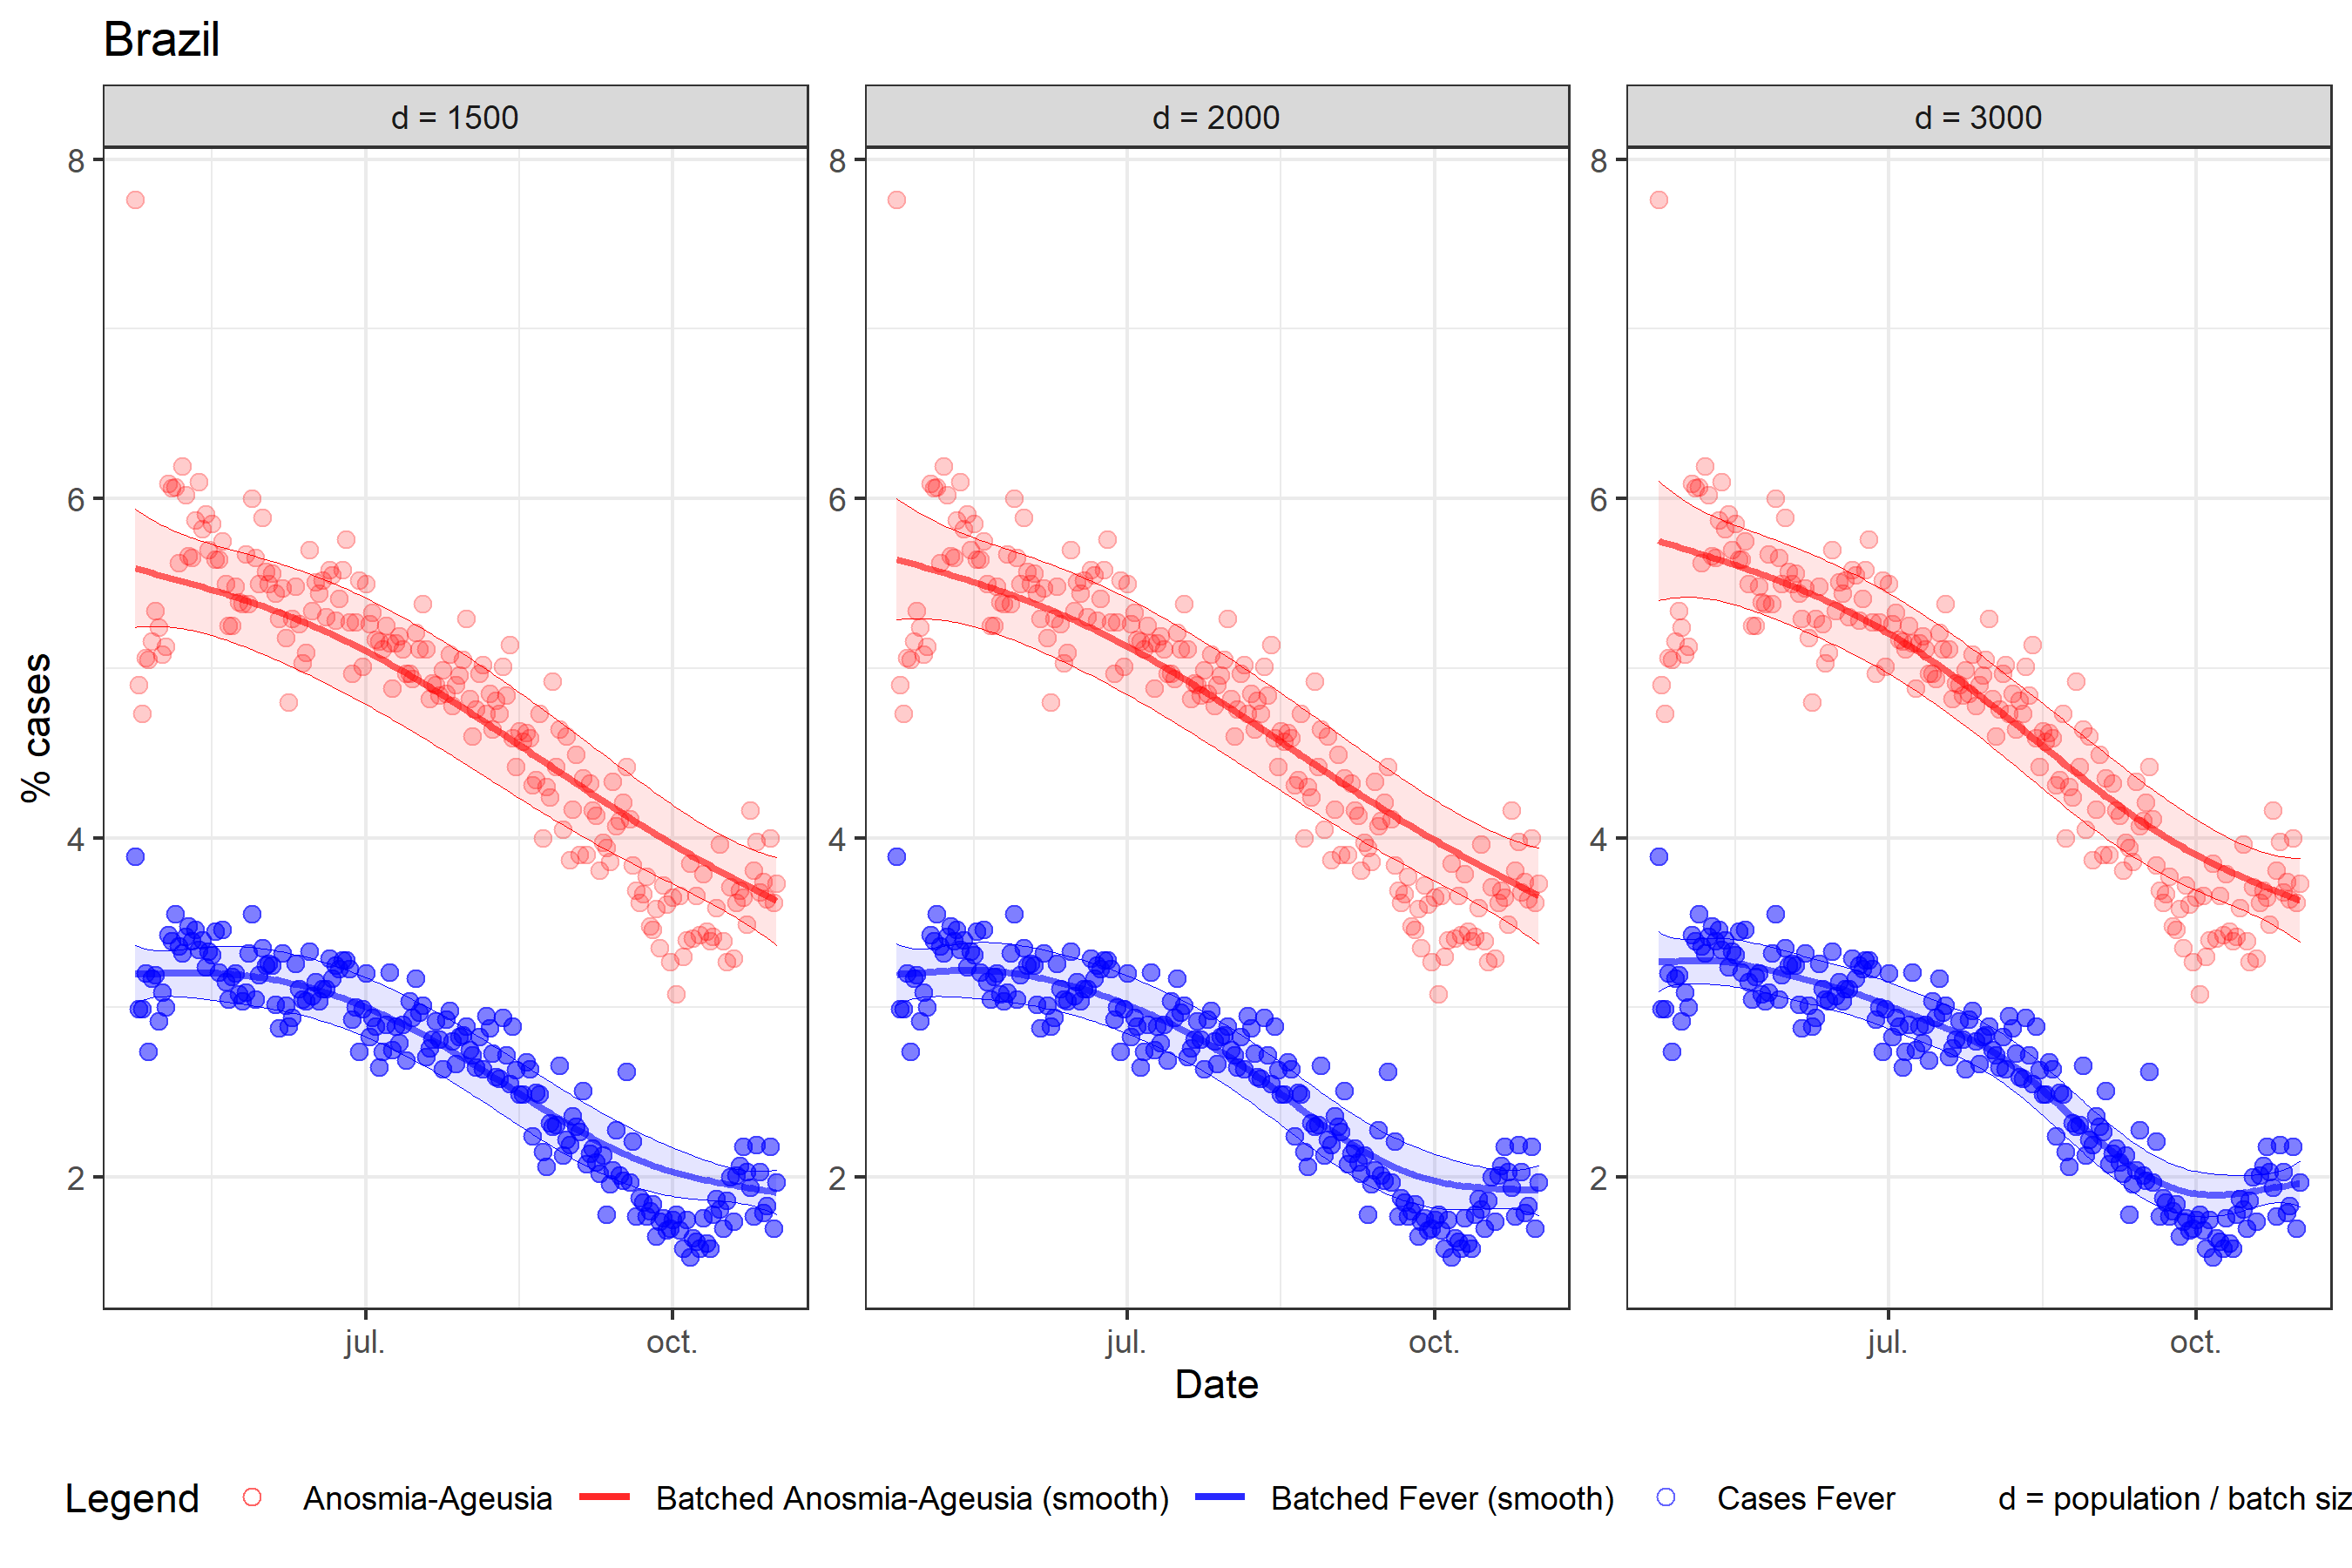 Brazil
d = 1500
d = 2000
d = 3000
8
6
4
2
8
6
4
2
8
6
4
2
% cases
jul.
oct.
jul.
oct.
jul.
oct.
Date
Legend
Anosmia-Ageusia
Batched Anosmia-Ageusia (smooth)
Batched Fever (smooth)
Cases Fever
d = population / batch siz